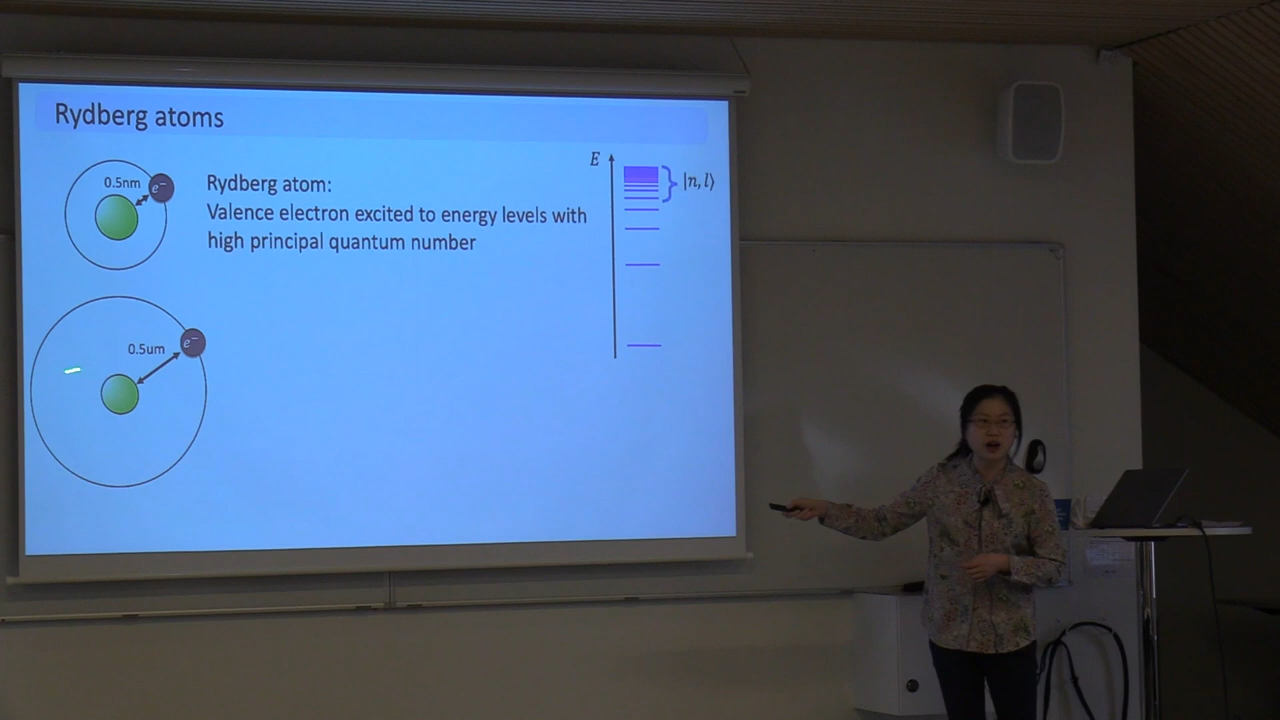 Rydberg atoms
0.5nm
e⁻
Rydberg atom:
Valence electron excited to energy levels with
high principal quantum number
E
|n, l⟩
0.5um
e⁻